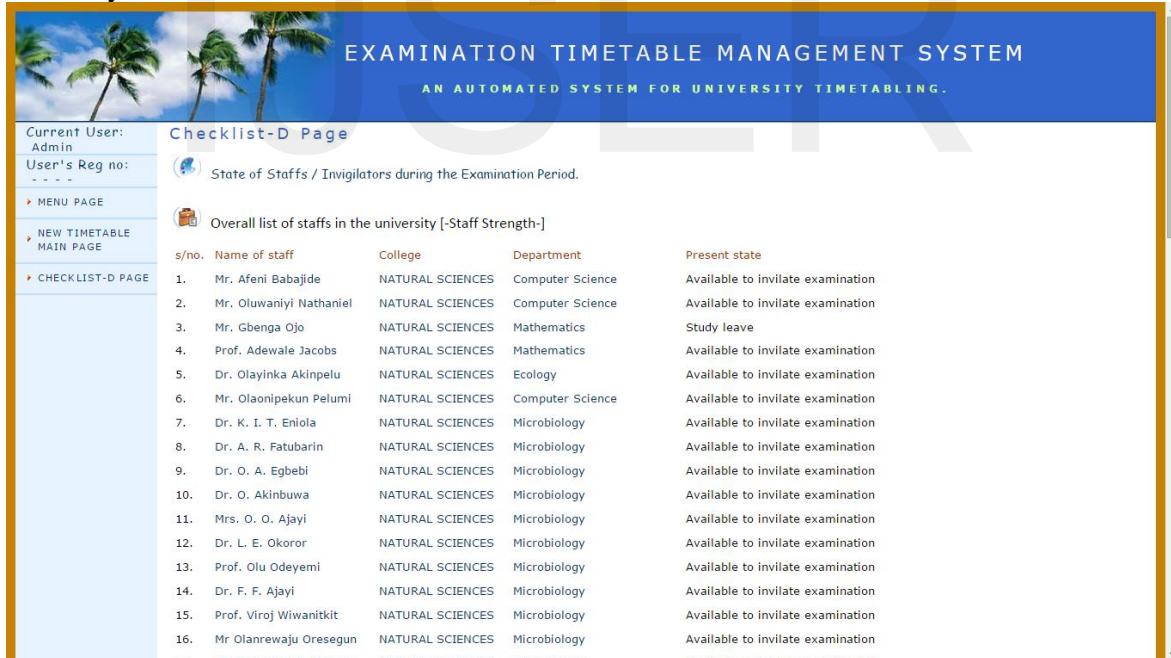 IJSER
EXAMINATION TIMETABLE MANAGEMENT SYSTEM
AN AUTOMATED SYSTEM FOR UNIVERSITY TIMETABLING.
Current User:
Admin
User's Reg no:
- - - -
MENU PAGE
NEW TIMETABLE
MAIN PAGE
CHECKLIST-D PAGE
Checklist-D Page
State of Staffs / Invigilators during the Examination Period.
Overall list of staffs in the university [-Staff Strength-]
s/no. Name of staff College Department Present state
1. Mr. Afeni Babajide NATURAL SCIENCES Computer Science Available to invilate examination
2. Mr. Oluwaniyi Nathaniel NATURAL SCIENCES Computer Science Available to invilate examination
3. Mr. Gbenga Ojo NATURAL SCIENCES Mathematics Study leave
4. Prof. Adewale Jacobs NATURAL SCIENCES Mathematics Available to invilate examination
5. Dr. Olayinka Akinpelu NATURAL SCIENCES Ecology Available to invilate examination
6. Mr. Olaonipekun Pelumi NATURAL SCIENCES Computer Science Available to invilate examination
7. Dr. K. I. T. Eniola NATURAL SCIENCES Microbiology Available to invilate examination
8. Dr. A. R. Fatubarin NATURAL SCIENCES Microbiology Available to invilate examination
9. Dr. O. A. Egbebi NATURAL SCIENCES Microbiology Available to invilate examination
10. Dr. O. Akinbuwa NATURAL SCIENCES Microbiology Available to invilate examination
11. Mrs. O. O. Ajayi NATURAL SCIENCES Microbiology Available to invilate examination
12. Dr. L. E. Okoror NATURAL SCIENCES Microbiology Available to invilate examination
13. Prof. Olu Odeyemi NATURAL SCIENCES Microbiology Available to invilate examination
14. Dr. F. F. Ajayi NATURAL SCIENCES Microbiology Available to invilate examination
15. Prof. Viroj Wiwanitkit NATURAL SCIENCES Microbiology Available to invilate examination
16. Mr Olanrewaju Oresegun NATURAL SCIENCES Microbiology Available to invilate examination